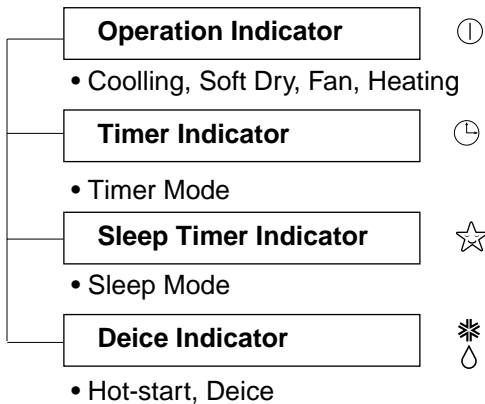 Operation Indicator
• Coolling, Soft Dry, Fan, Heating
Timer Indicator
• Timer Mode
Sleep Timer Indicator
• Sleep Mode
Deice Indicator
• Hot-start, Deice